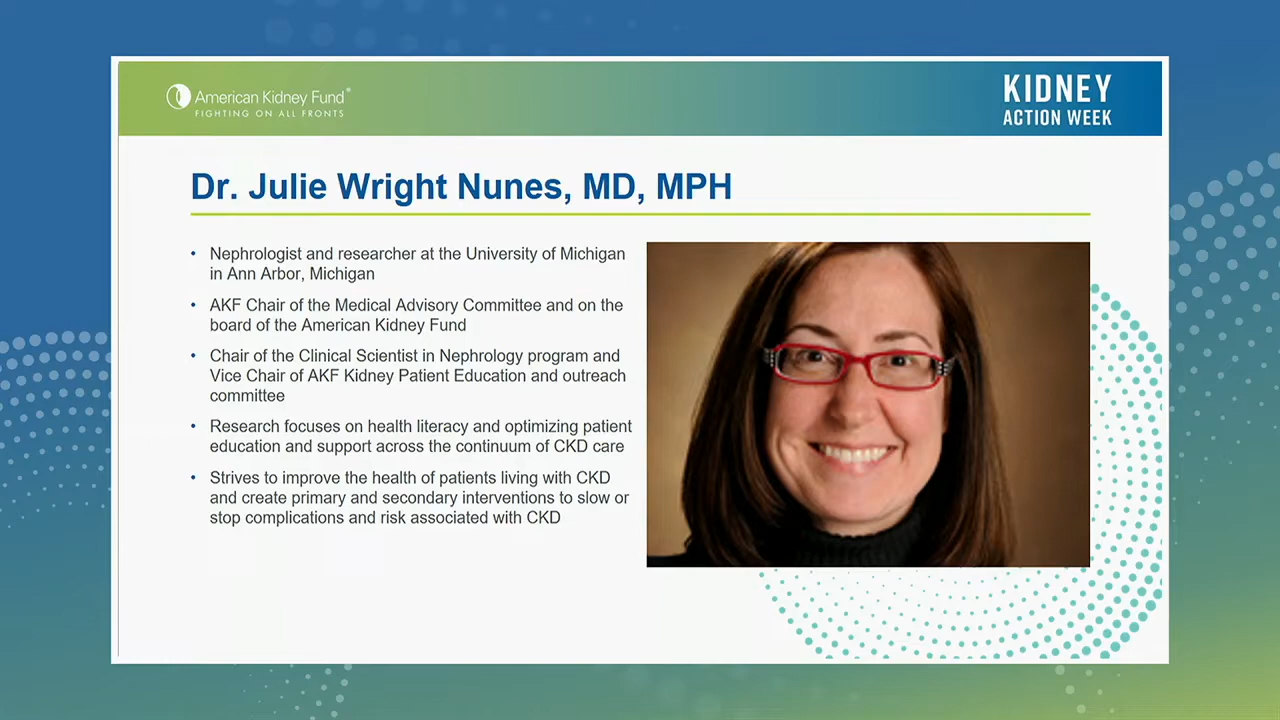 American Kidney Fund®
FIGHTING ON ALL FRONTS
KIDNEY
ACTION WEEK
Dr. Julie Wright Nunes, MD, MPH
• Nephrologist and researcher at the University of Michigan
in Ann Arbor, Michigan
• AKF Chair of the Medical Advisory Committee and on the
board of the American Kidney Fund
• Chair of the Clinical Scientist in Nephrology program and
Vice Chair of AKF Kidney Patient Education and outreach
committee
• Research focuses on health literacy and optimizing patient
education and support across the continuum of CKD care
• Strives to improve the health of patients living with CKD
and create primary and secondary interventions to slow or
stop complications and risk associated with CKD